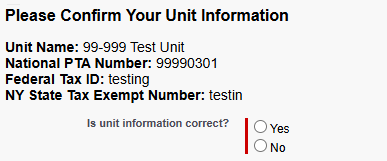 Please Confirm Your Unit Information
Unit Name: 99-999 Test Unit
National PTA Number: 99990301
Federal Tax ID: testing
NY State Tax Exempt Number: testin
Is unit information correct?
Yes
No